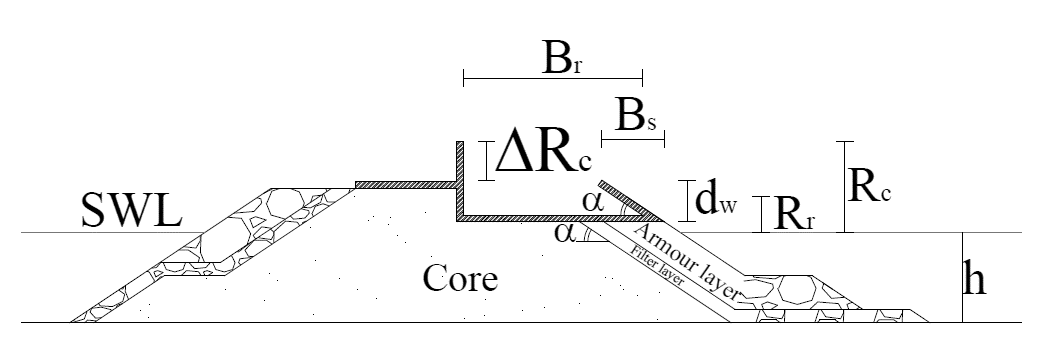 Br
Bs
ΔRc
Rc
SWL
α
dw
Rr
α
Armour layer
Filter layer
Core
h